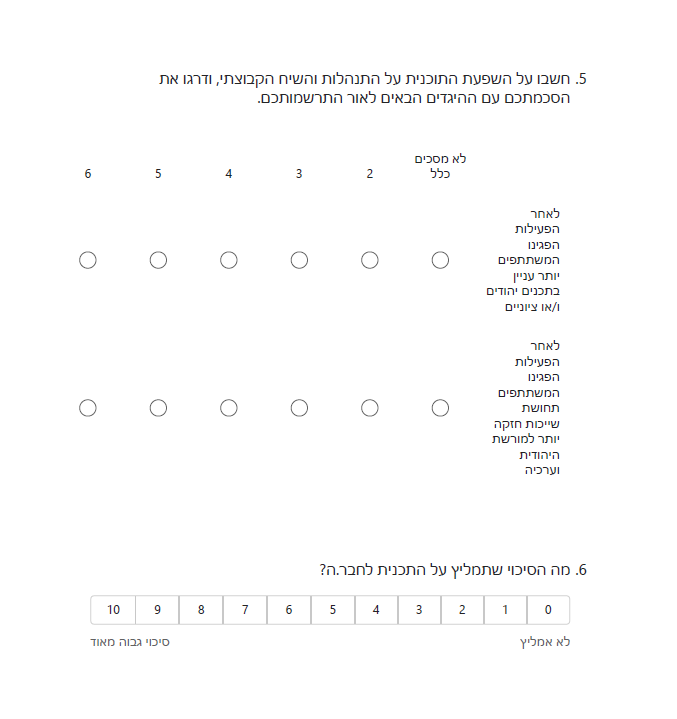 5. חשבו על השפעת התוכנית על התנהלות והשיח הקבוצתי, ודרגו את
הסכמתכם עם ההיגדים הבאים לאור התרשמותכם.
לא מסכים
כלל
2
3
4
5
6
לאחר
הפעילות
הפגינו
המשתתפים
יותר עניין
בתכנים יהודים
ו/או ציוניים
לאחר
הפעילות
הפגינו
המשתתפים
תחושת
שייכות חזקה
יותר למורשת
היהודית
וערכיה
6. מה הסיכוי שתמליץ על התכנית לחבר.ה?
0 1 2 3 4 5 6 7 8 9 10
לא אמליץ
סיכוי גבוה מאוד